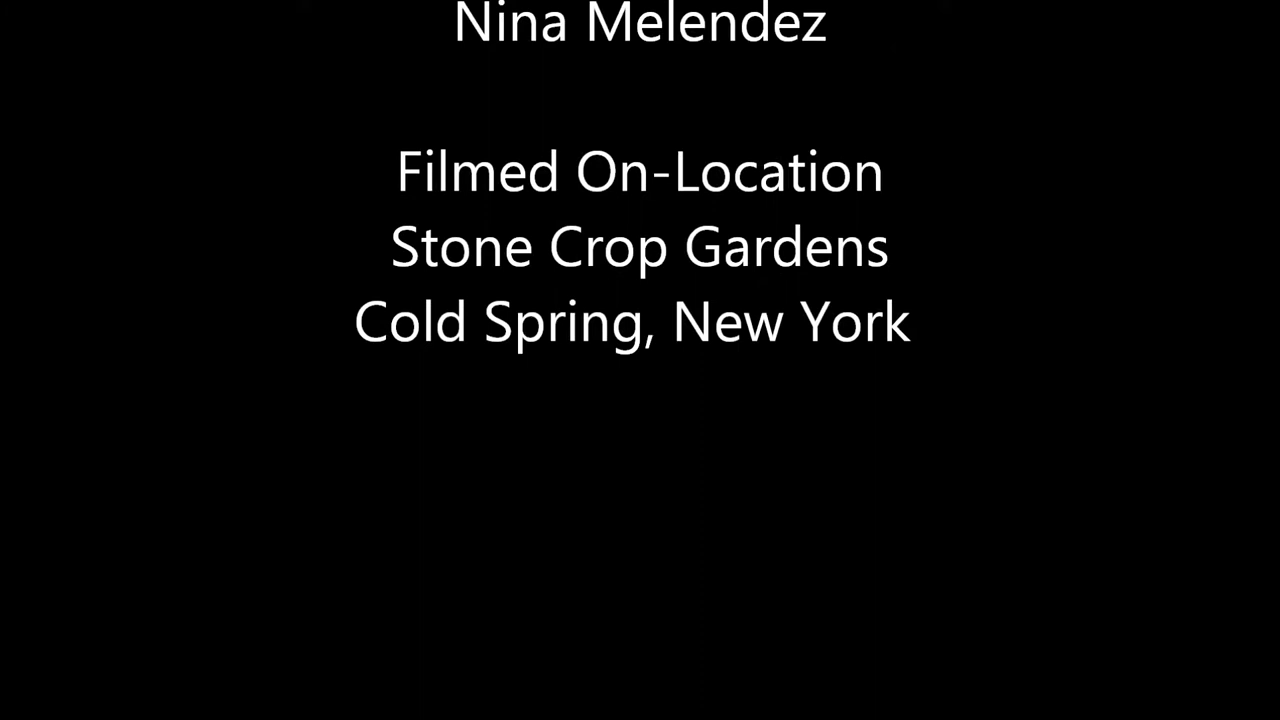 Nina Melendez
Filmed On-Location
Stone Crop Gardens
Cold Spring, New York